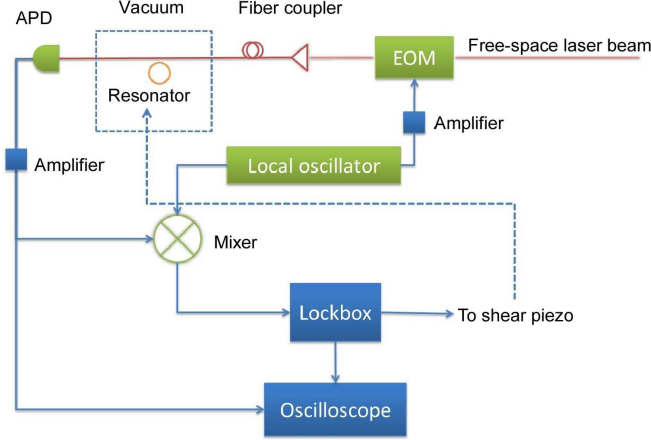 APD
Vacuum
Fiber coupler
EOM
Free-space laser beam
Resonator
Amplifier
Amplifier
Local oscillator
Mixer
Lockbox
To shear piezo
Oscilloscope